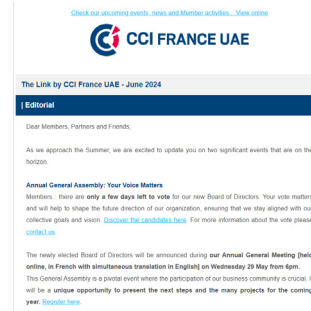 Check our upcoming events, news and Member activities... View online
CCI FRANCE UAE
The Link by CCI France UAE - June 2024
| Editorial
Dear Members, Partners and Friends,
As we approach the Summer, we are excited to update you on two significant events that are on the
horizon.
Annual General Assembly: Your Voice Matters
Members : there are only a few days left to vote for our new Board of Directors. Your vote matters
and will help to shape the future direction of our organization, ensuring that we stay aligned with ou
collective goals and vision. Discover the candidates here. For more information about the vote please
contact us.
The newly elected Board of Directors will be announced during our Annual General Meeting [held
online, in French with simultaneous translation in English] on Wednesday 29 May from 6pm.
This General Assembly is a pivotal event where the participation of our business community is crucial. I
will be a unique opportunity to present the next steps and the many projects for the coming
year. Register here.